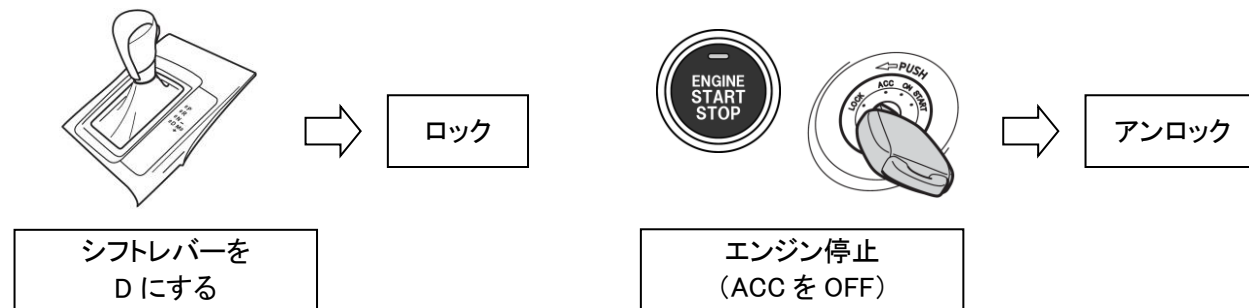 ロック
シフトレバーを
D にする
ENGINE
START
STOP
PUSH
LOCK ACC ON START
アンロック
エンジン停止
(ACC を OFF)